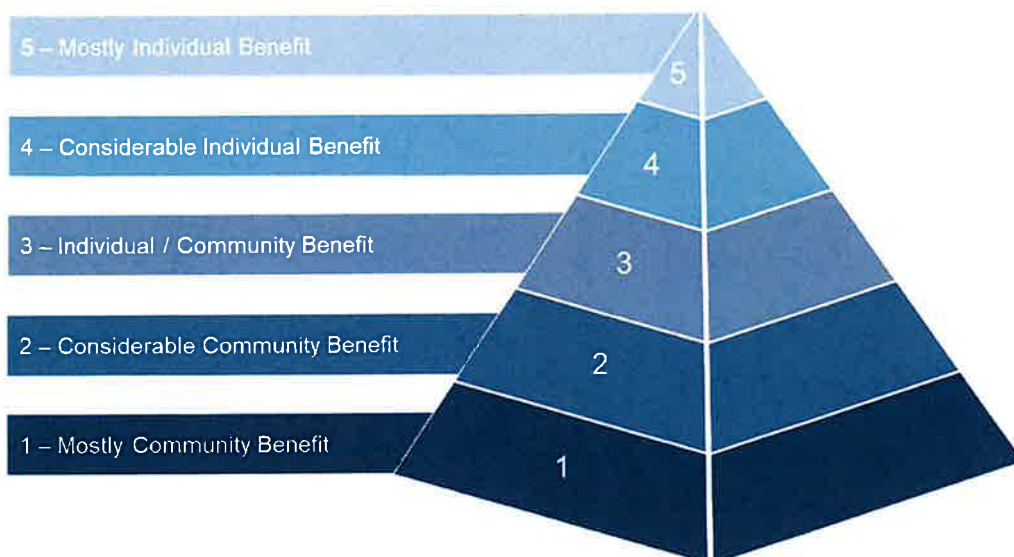 5 – Mostly Individual Benefit
4 – Considerable Individual Benefit
3 – Individual / Community Benefit
2 – Considerable Community Benefit
1 – Mostly Community Benefit
5
4
3
2
1